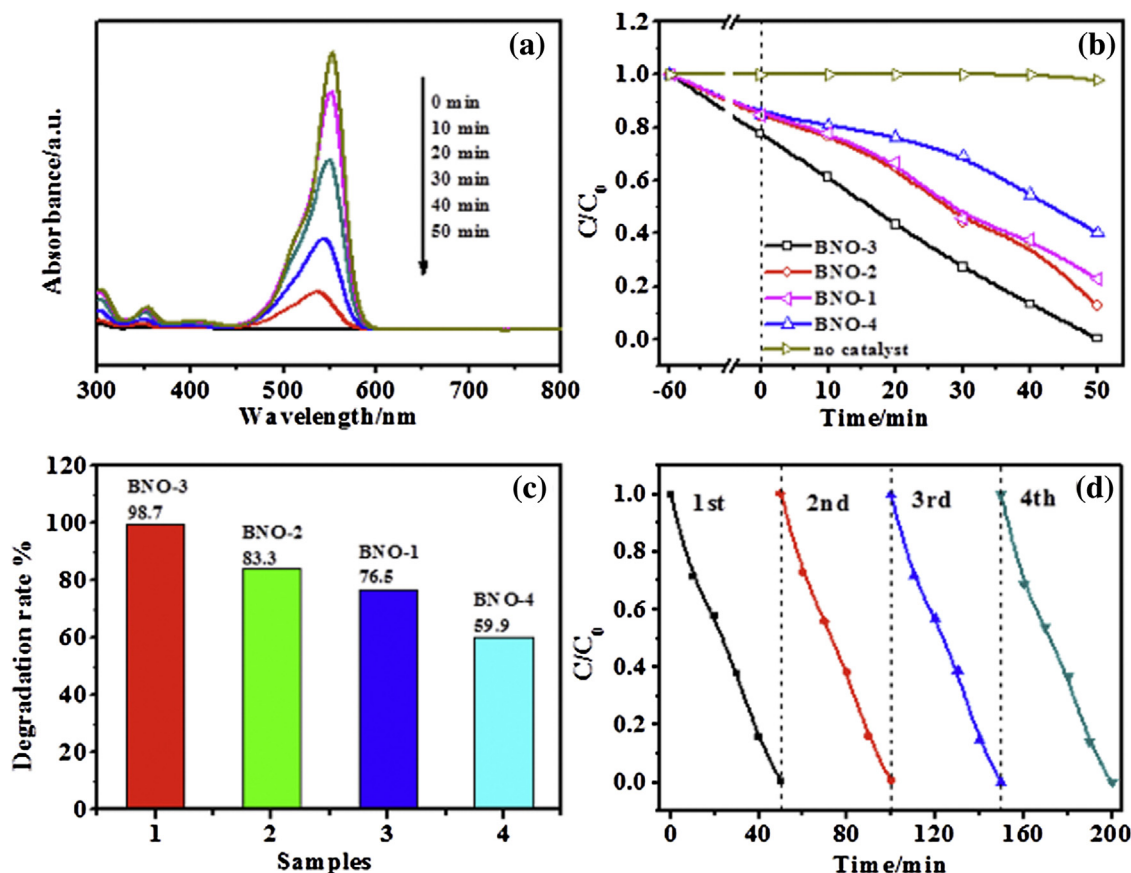 (a)
0 min
10 min
20 min
30 min
40 min
50 min
Absorbance/a.u.
300 400 500 600 700 800
Wavelength/nm
(b)
1.2
1.0
0.8
0.6
0.4
0.2
0.0
C/C0
BNO-3
BNO-2
BNO-1
BNO-4
no catalyst
-60 0 10 20 30 40 50
Time/min
(c)
120
100
80
60
40
20
0
Degradation rate %
BNO-3
98.7
BNO-2
83.3
BNO-1
76.5
BNO-4
59.9
1 2 3 4
Samples
(d)
1st 2nd 3rd 4th
1.0
0.8
0.6
0.4
0.2
0.0
C/C0
0 40 80 120 160 200
Time/min